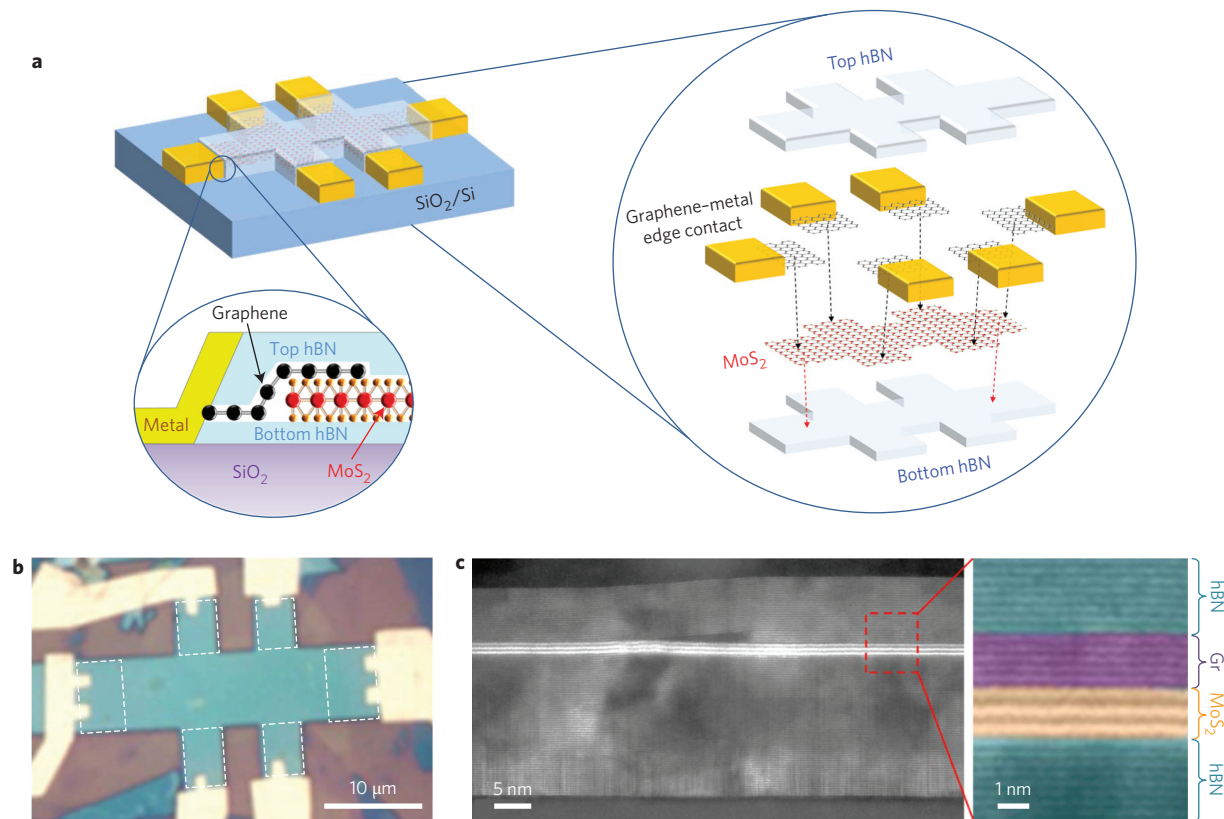 a
Top hBN
SiO₂/Si
Graphene–metal
edge contact
Graphene
Top hBN
MoS₂
Metal
Bottom hBN
SiO₂
MoS₂
Bottom hBN
b
10 μm
c
5 nm
1 nm
hBN
Gr
MoS₂
hBN